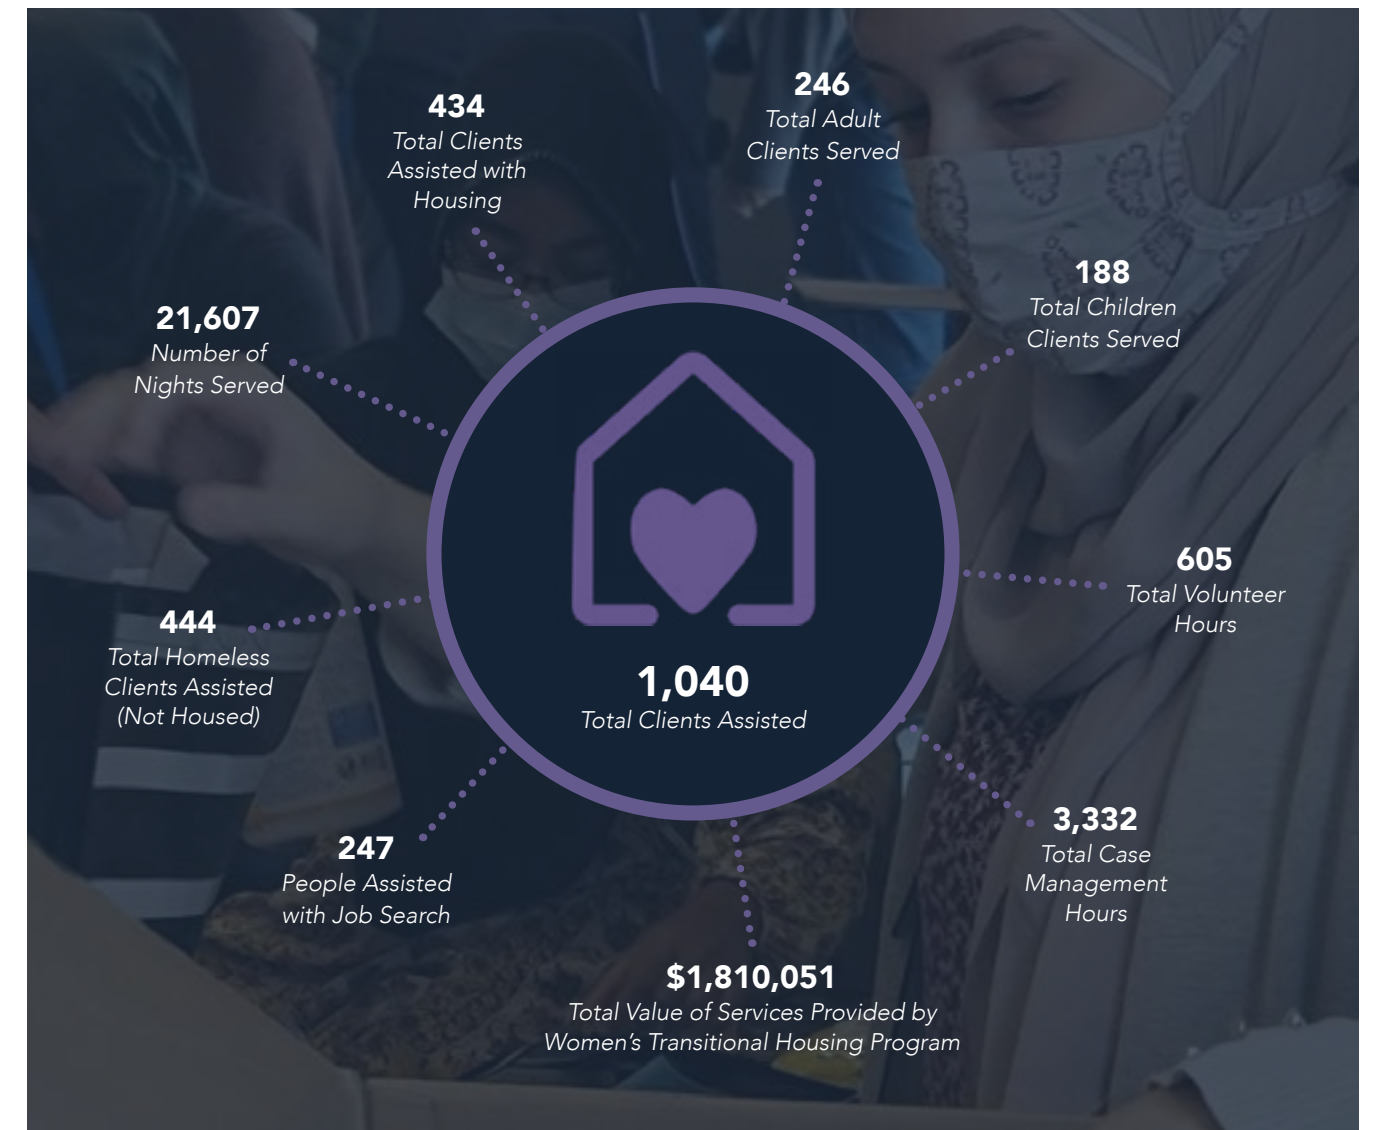 434
Total Clients
Assisted with
Housing
246
Total Adult
Clients Served
188
Total Children
Clients Served
21,607
Number of
Nights Served
605
Total Volunteer
Hours
444
Total Homeless
Clients Assisted
(Not Housed)
1,040
Total Clients Assisted
3,332
Total Case
Management
Hours
247
People Assisted
with Job Search
$1,810,051
Total Value of Services Provided by
Women’s Transitional Housing Program